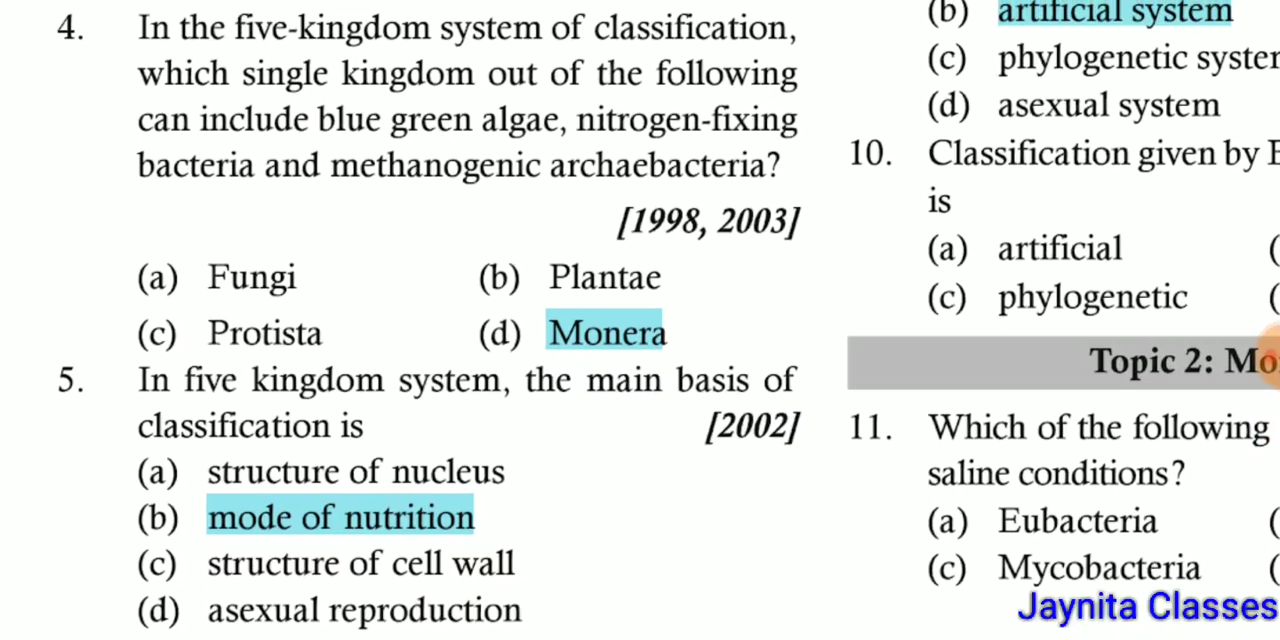 4. In the five-kingdom system of classification,
which single kingdom out of the following
can include blue green algae, nitrogen-fixing
bacteria and methanogenic archaebacteria?
[1998, 2003]
(a) Fungi (b) Plantae
(c) Protista (d) Monera
5. In five kingdom system, the main basis of
classification is [2002]
(a) structure of nucleus
(b) mode of nutrition
(c) structure of cell wall
(d) asexual reproduction
(b) artificial system
(c) phylogenetic
(d) asexual system
10. Classification given by
is
(a) artificial (
(c) phylogenetic (
Topic 2:
11. Which of the following
saline conditions?
(a) Eubacteria (
(c) Mycobacteria (
Jaynita Classes